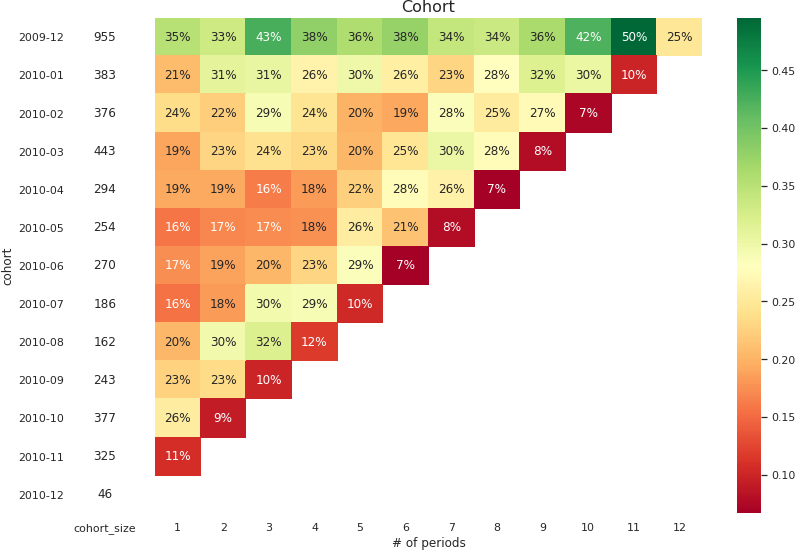 Cohort
2009-12 955 35% 33% 43% 38% 36% 38% 34% 34% 36% 42% 50% 25%
2010-01 383 21% 31% 31% 26% 30% 26% 23% 28% 32% 30% 10%
2010-02 376 24% 22% 29% 24% 20% 19% 28% 25% 27% 7%
2010-03 443 19% 23% 24% 23% 20% 25% 30% 28% 8%
2010-04 294 19% 19% 16% 18% 22% 28% 26% 7%
2010-05 254 16% 17% 17% 18% 26% 21% 8%
2010-06 270 17% 19% 20% 23% 29% 7%
2010-07 186 16% 18% 30% 29% 10%
2010-08 162 20% 30% 32% 12%
2010-09 243 23% 23% 10%
2010-10 377 26% 9%
2010-11 325 11%
2010-12 46
cohort_size 1 2 3 4 5 6 7 8 9 10 11 12
# of periods
cohort
0.45
0.40
0.35
0.30
0.25
0.20
0.15
0.10